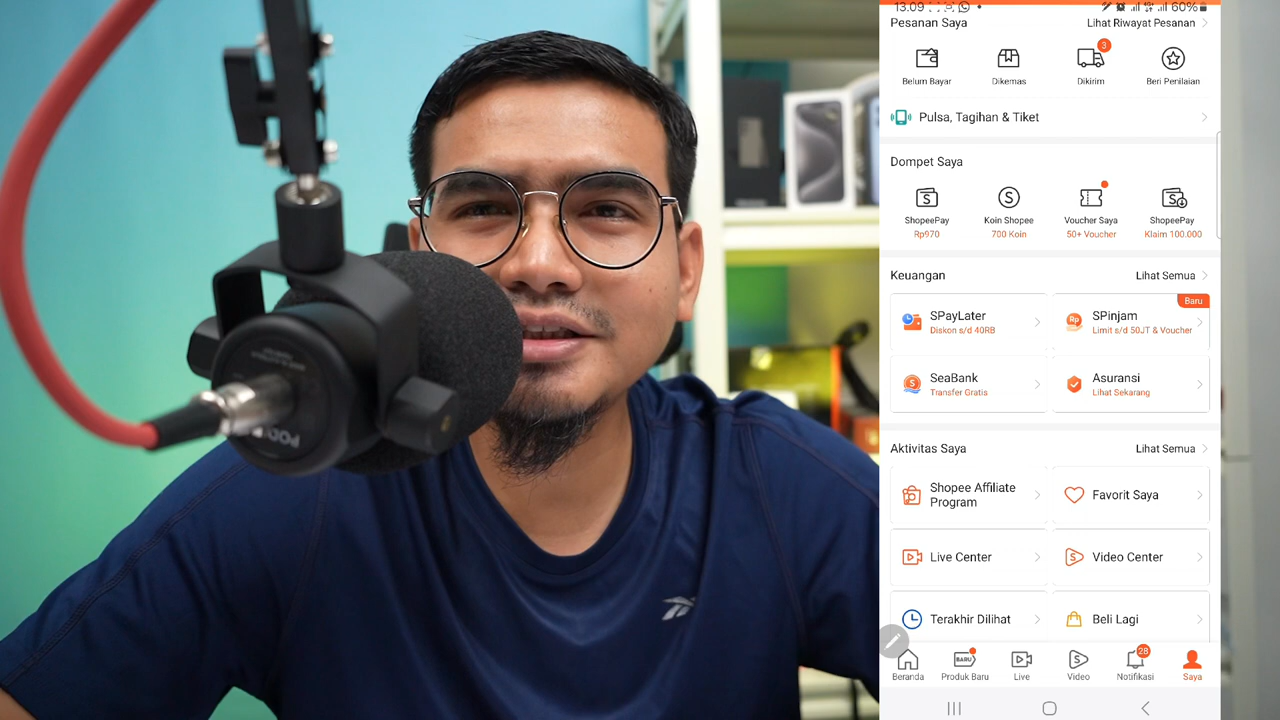 13.09
60%
Pesanan Saya
Lihat Riwayat Pesanan
3
Belum Bayar
Dikemas
Dikirim
Beri Penilaian
Pulsa, Tagihan & Tiket
Dompet Saya
ShopeePay
Koin Shopee
Voucher Saya
ShopeePay
Rp970
700 Koin
50+ Voucher
Klaim 100.000
Keuangan
Lihat Semua
Baru
SPayLater
Diskon s/d 40RB
SPinjam
Limit s/d 50JT & Voucher
SeaBank
Transfer Gratis
Asuransi
Lihat Sekarang
Aktivitas Saya
Lihat Semua
Shopee Affiliate
Program
Favorit Saya
Live Center
Video Center
Terakhir Dilihat
Beli Lagi
BARU
28
Beranda
Produk Baru
Live
Video
Notifikasi
Saya